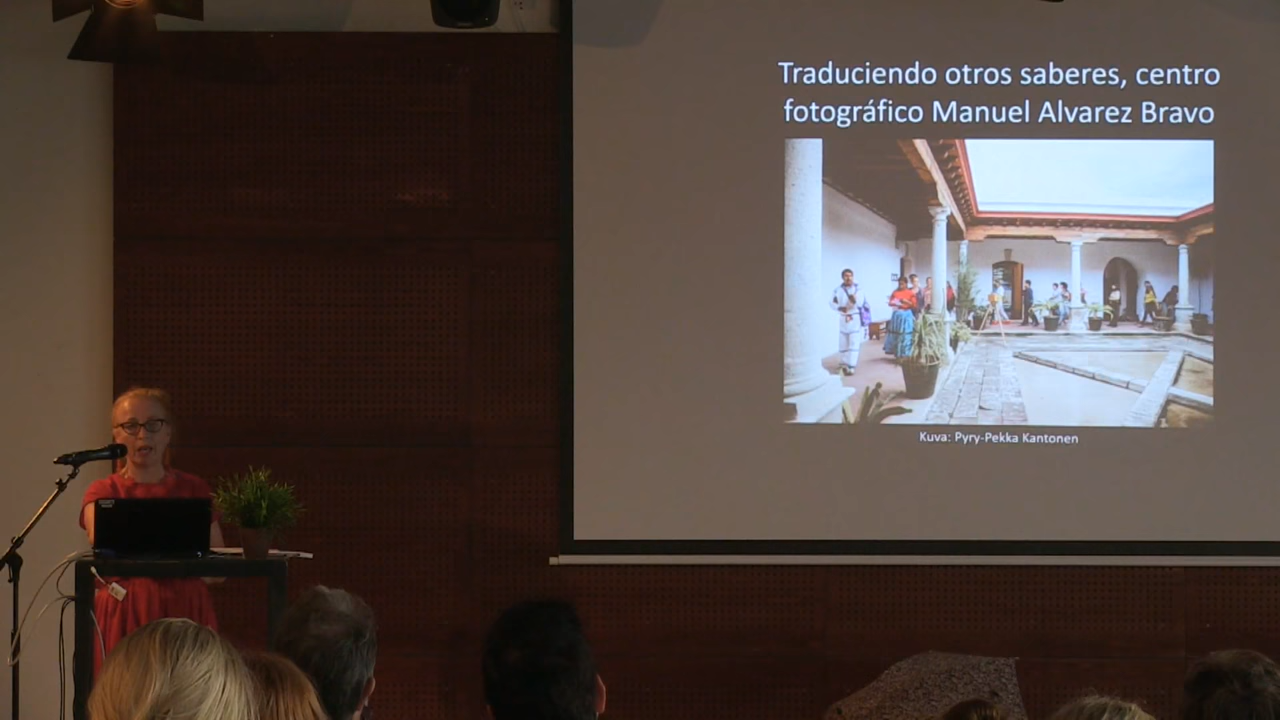 Traduciendo otros saberes, centro
fotográfico Manuel Alvarez Bravo
Kuva: Pyry-Pekka Kantonen